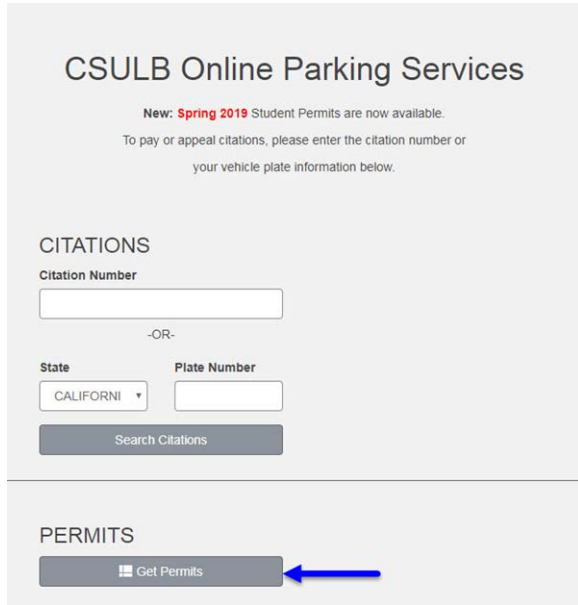 CSULB Online Parking Services
New: Spring 2019 Student Permits are now available.
To pay or appeal citations, please enter the citation number or
your vehicle plate information below.
CITATIONS
Citation Number
-OR-
State Plate Number
CALIFORNI
Search Citations
PERMITS
Get Permits